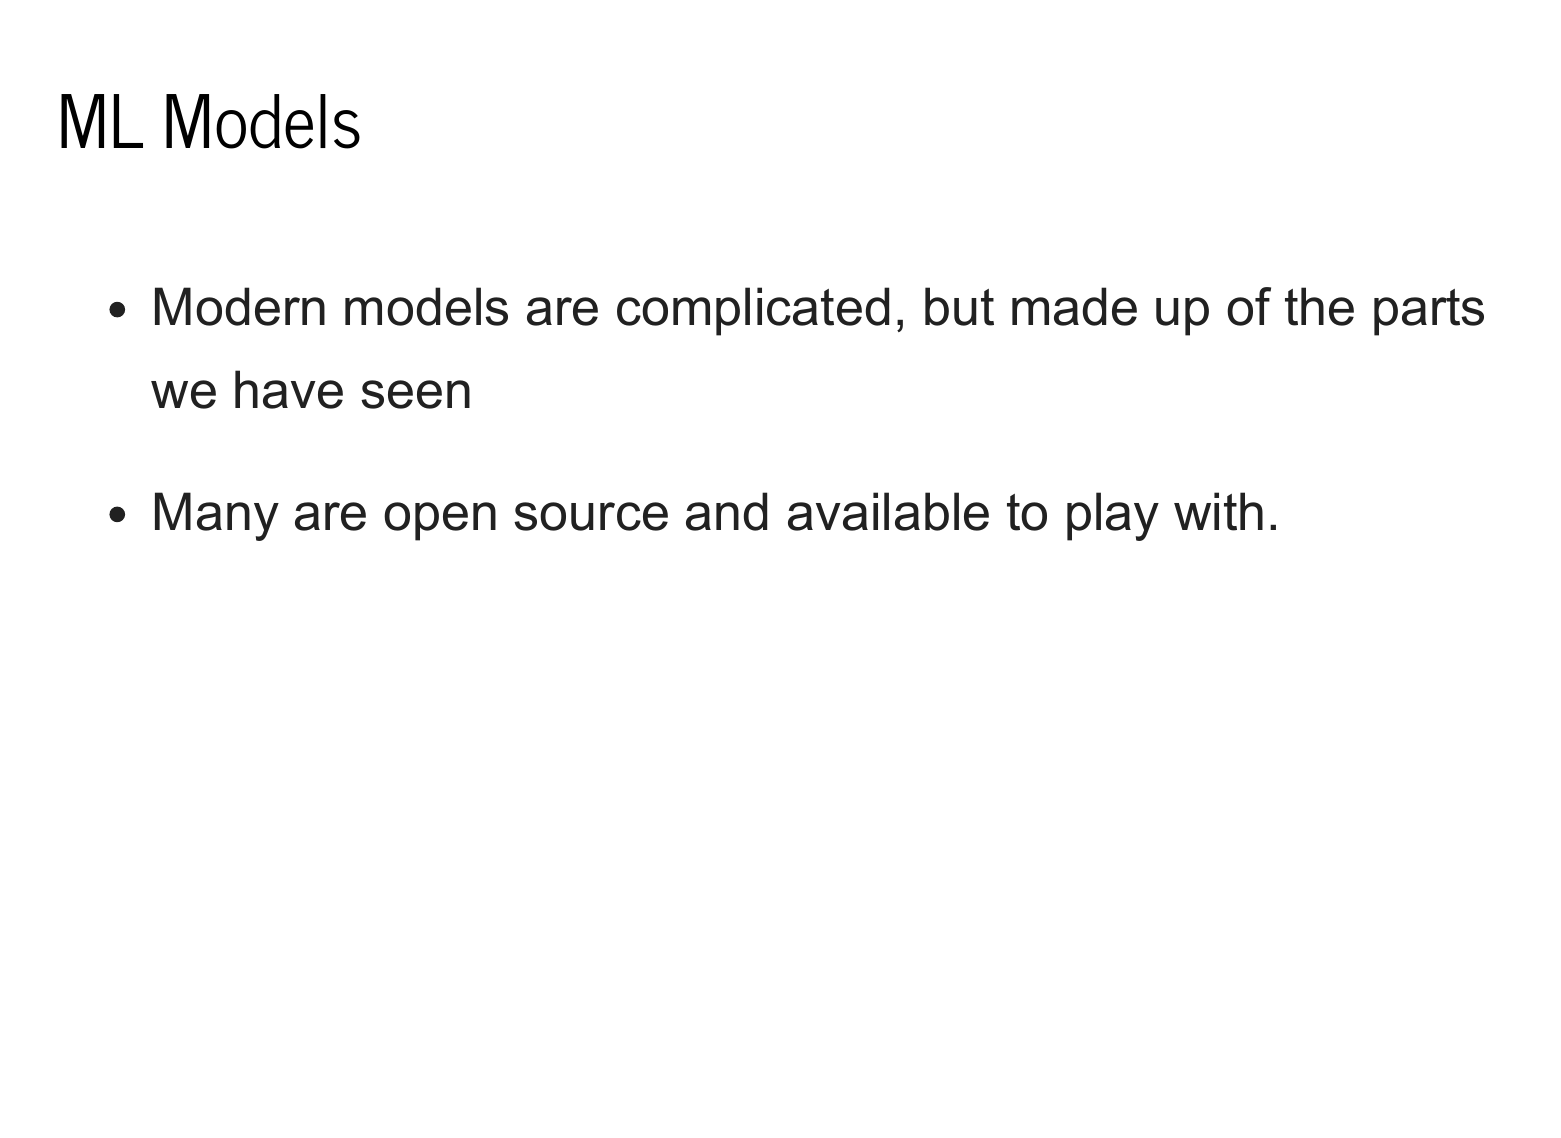 ML Models
• Modern models are complicated, but made up of the parts
we have seen
• Many are open source and available to play with.